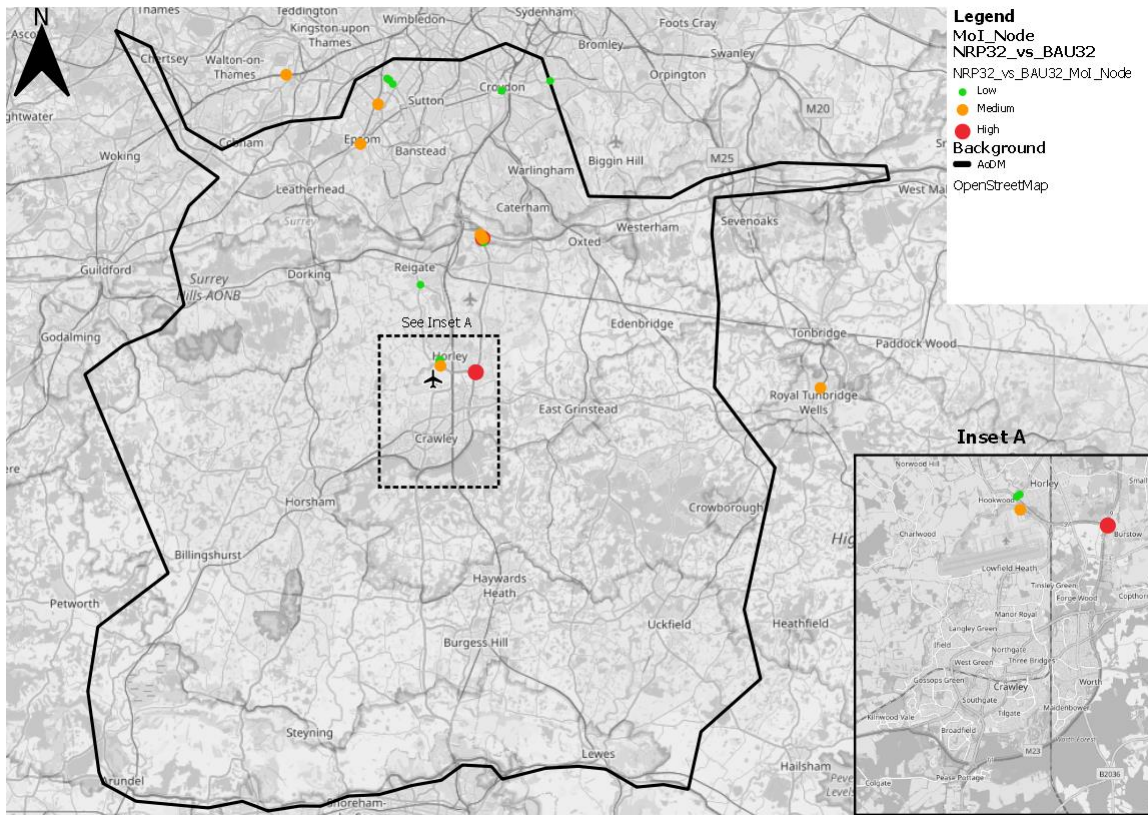 N
Thames
Teddington
Wimbledon
Sydenham
Foots Cray
Kingston upon
Thames
Bromley
Swanley
Chertsey
Walton-on-
Thames
Orpington
Croydon
Sutton
M20
Cobham
Epsom
Banstead
Biggin Hill
M25
Woking
Warlingham
Leatherhead
West
Caterham
Sevenoaks
Surrey
Westerham
Oxted
Guildford
Reigate
Dorking
Surrey
Hills AONB
See Inset A
Edenbridge
Tonbridge
Godalming
Paddock Wood
Horley
Royal Tunbridge
Wells
East Grinstead
Crawley
Horsham
Crowborough
Billingshurst
Haywards
Heath
Petworth
Uckfield
Heathfield
Burgess Hill
Steyning
Lewes
Hailsham
Arundel
Shoreham-
Legend
MoI_Node
NRP32_vs_BAU32
NRP32_vs_BAU32_MoI_Node
Low
Medium
High
Background
AoDM
OpenStreetMap
Inset A
Norwood Hill
Horley
Hookwood
Charlwood
Burstow
Lowfield Heath
Tinsley Green
Forge Wood
Manor Royal
Langley Green
Ifield
Northgate
West Green
Three Bridges
Gossops Green
Crawley
Worth
Southgate
Tilgate
Maidenbower
Kilnwood Vale
Broadfield
M23
B2036
Pease Pottage
Colgate